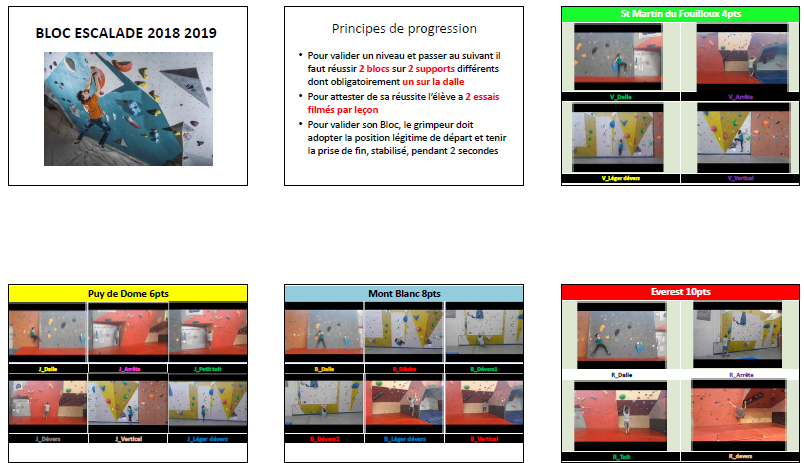 BLOC ESCALADE 2018 2019
Principes de progression
• Pour valider un niveau et passer au suivant il
faut réussir 2 blocs sur 2 supports différents
dont obligatoirement un sur la dalle
• Pour attester de sa réussite l'élève a 2 essais
filmés par leçon
• Pour valider son Bloc, le grimpeur doit
adopter la position légitime de départ et tenir
la prise de fin, stabilisé, pendant 2 secondes
St Martin du Fouilloux 4pts
V_Dalle
V_Arrête
V_Léger dévers
V_Vertical
Puy de Dome 6pts
J_Dalle
J_Arrête
J_Petit toit
J_Dévers
J_Vertical
J_Léger dévers
Mont Blanc 8pts
B_Dalle
B_Dévers1
B_Dévers2
B_Léger dévers
B_Vertical
Everest 10pts
R_Dalle
R_Arrête
R_Toit
R_devers